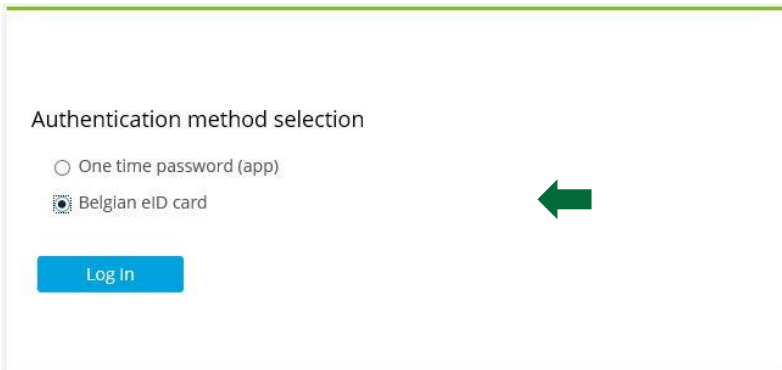 Authentication method selection
One time password (app)
Belgian eID card
Log In